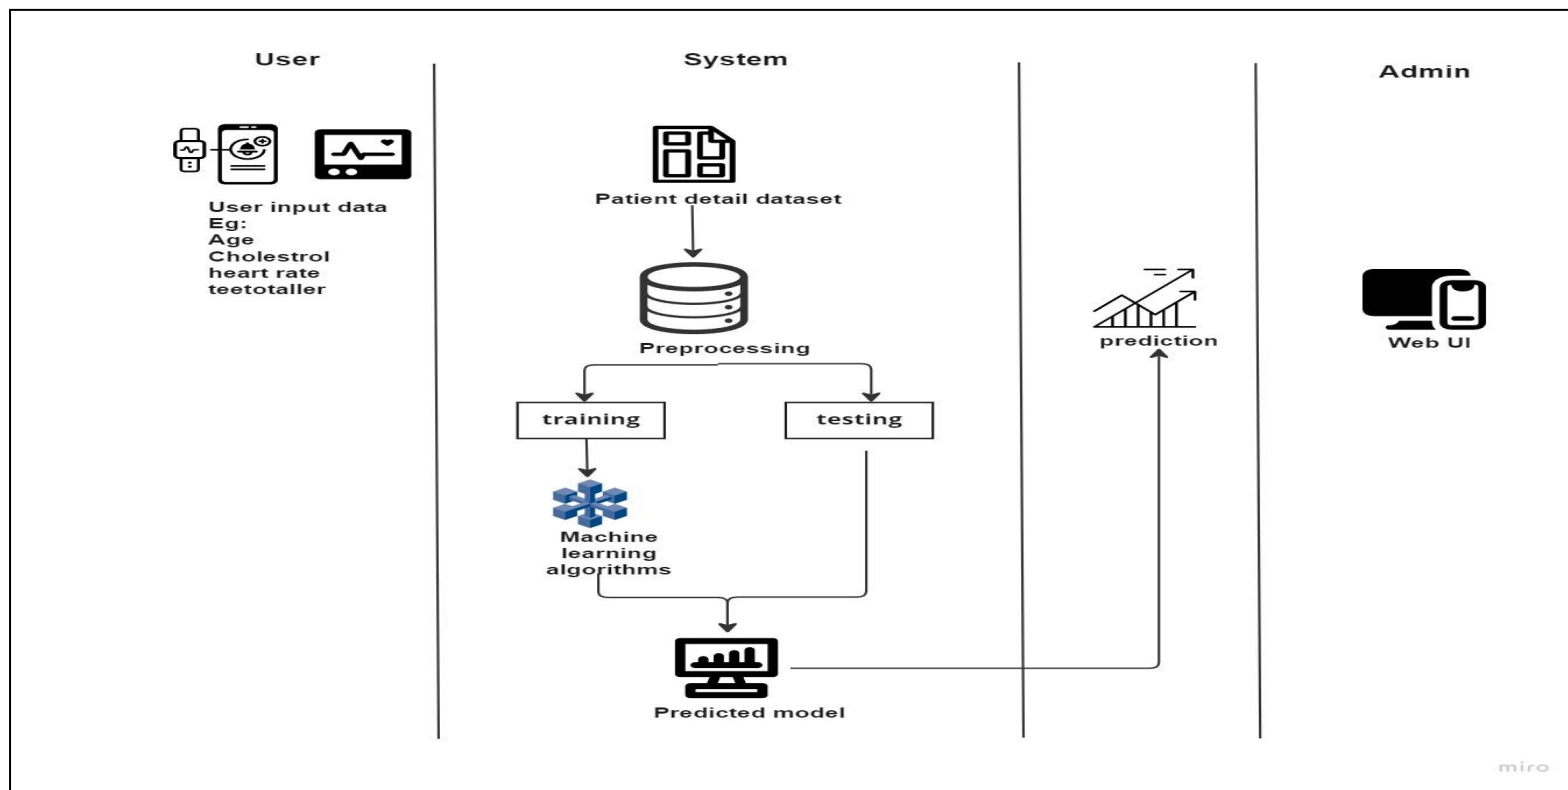 User
System
Admin
User input data
Eg:
Age
Cholestrol
heart rate
teetotaller
Patient detail dataset
Preprocessing
training
testing
Machine
learning
algorithms
Predicted model
prediction
Web UI
miro